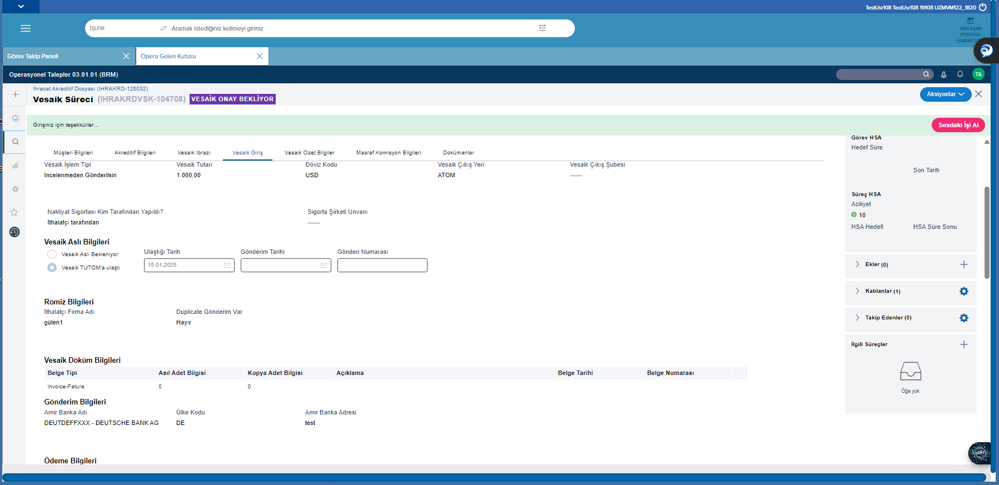 TestUsr108 TestUsr108 19108 UZMVM122_1820
İŞLEM
Aramak istediğiniz kelimeyi giriniz
YAKLAŞAN
PORTFÖY
Görev Takip Paneli
Opera Gelen Kutusu
Operasyonel Talepler 03.01.01 (BRM)
T&
İhracat Akreditif Dosyası (IHRAKRD-125032)
Vesaik Süreci (IHRAKRDVSK-104708) VESAİK ONAY BEKLİYOR
Aksiyonlar
Girişiniz için teşekkürler...
Sıradaki İşi Al
Müşteri Bilgileri Akreditif Bilgileri Vesaik Ibrazı Vesaik Giriş Vesaik Ozet Bilgiler Masraf Komisyon Bilgileri Dokümanlar
Vesaik İşlem Tipi Vesaik Tutarı Döviz Kodu Vesaik Çıkış Yeri Vesaik Çıkış Şubesi
İncelenmeden Gönderilsin 1.000,00 USD ATOM
Nakliyat Sigortası Kim Tarafından Yapıldı? Sigorta Şirketi Unvanı
İthalatçı tarafından
Vesaik Aslı Bilgileri
Vesaik Aslı Bekleniyor
Vesaik TUTOM'a ulaştı
Ulaştığı Tarih Gönderim Tarihi Gönderi Numarası
15.01.2025
Römiz Bilgileri
İthalatçı Firma Adı Duplicate Gönderim Var
gülen1 Hayır
Vesaik Döküm Bilgileri
Belge Tipi Asıl Adet Bilgisi Kopya Adet Bilgisi Açıklama Belge Tarihi Belge Numarası
Invoice-Fatura 0 0
Gönderim Bilgileri
Amir Banka Adı Ülke Kodu Amir Banka Adresi
DEUTDEFFXXX - DEUTSCHE BANK AG DE test
Ödeme Bilgileri
Görev HSA
Hedef Süre
Son Tarih
Süreç HSA
Aciliyet
10
HSA Hedefi HSA Süre Sonu
Ekler (0)
Katılanlar (1)
Takip Edenler (0)
İlgili Süreçler
Öğe yok